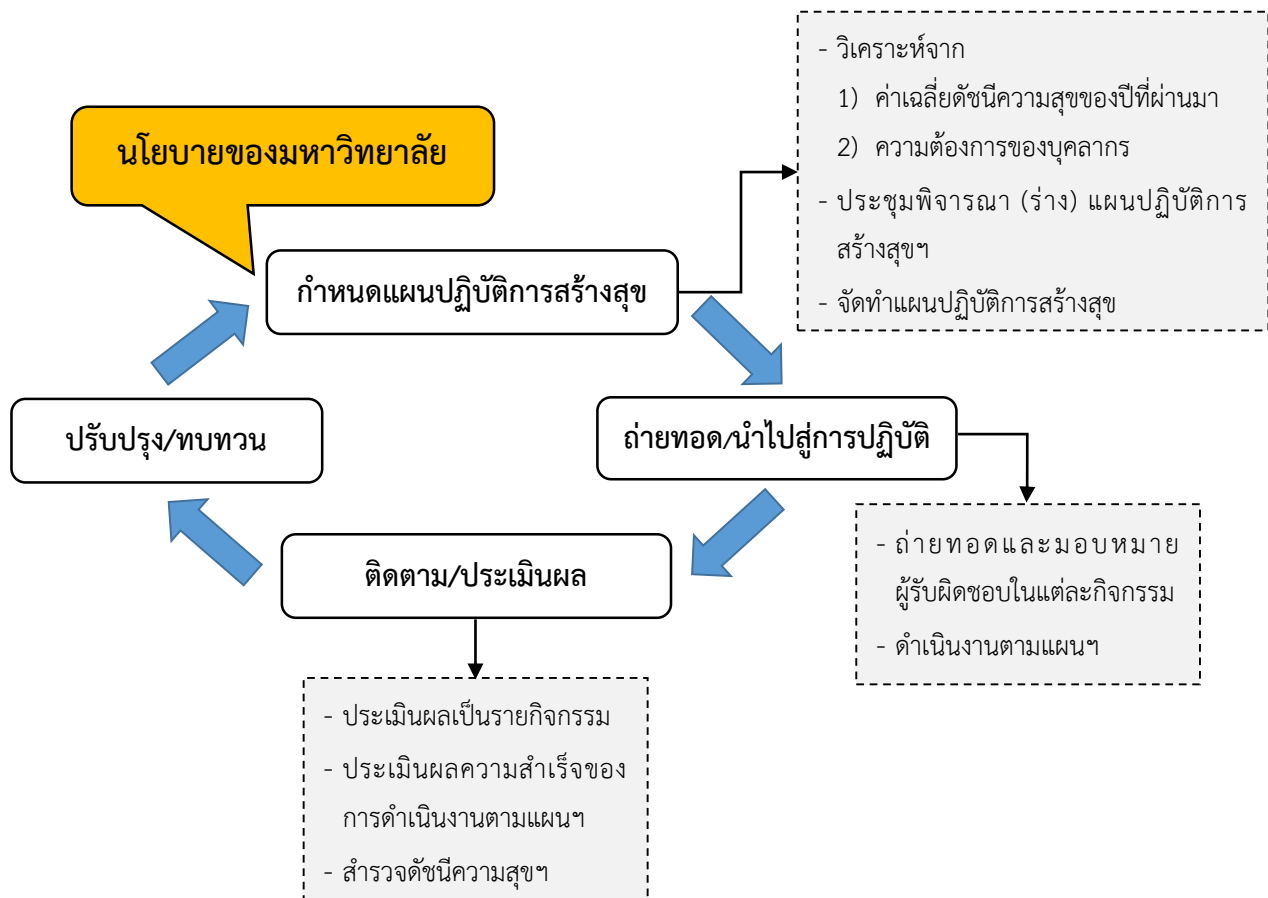 นโยบายของมหาวิทยาลัย
กำหนดแผนปฏิบัติการสร้างสุข
- วิเคราะห์จาก
1) ค่าเฉลี่ยดัชนีความสุขของปีที่ผ่านมา
2) ความต้องการของบุคลากร
- ประชุมพิจารณา (ร่าง) แผนปฏิบัติการ
สร้างสุขฯ
- จัดทำแผนปฏิบัติการสร้างสุข
ปรับปรุง/ทบทวน
ถ่ายทอด/นำไปสู่การปฏิบัติ
- ถ่ายทอดและมอบหมาย
ผู้รับผิดชอบในแต่ละกิจกรรม
- ดำเนินงานตามแผนฯ
ติดตาม/ประเมินผล
- ประเมินผลเป็นรายกิจกรรม
- ประเมินผลความสำเร็จของ
การดำเนินงานตามแผนฯ
- สำรวจดัชนีความสุขฯ